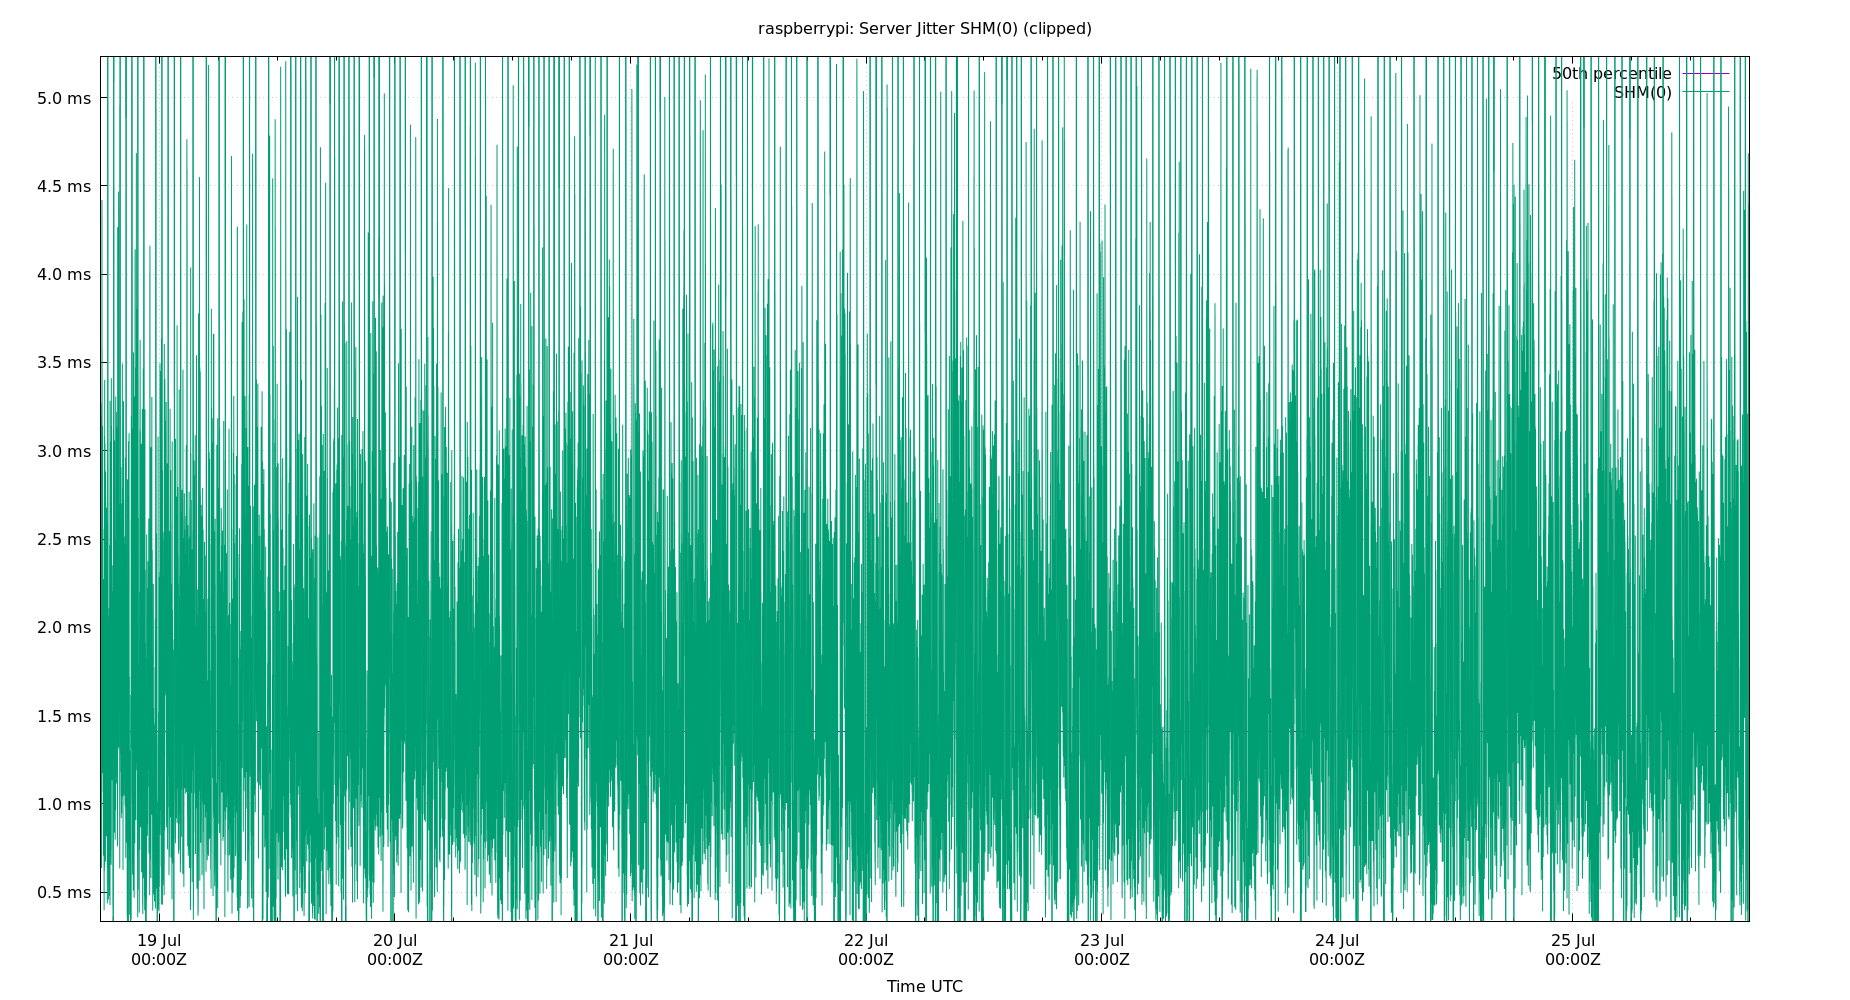 raspberrypi: Server Jitter SHM(0) (clipped)
50th percentile
SHM(0)
5.0 ms
4.5 ms
4.0 ms
3.5 ms
3.0 ms
2.5 ms
2.0 ms
1.5 ms
1.0 ms
0.5 ms
19 Jul 20 Jul 21 Jul 22 Jul 23 Jul 24 Jul 25 Jul
00:00Z 00:00Z 00:00Z 00:00Z 00:00Z 00:00Z 00:00Z
Time UTC